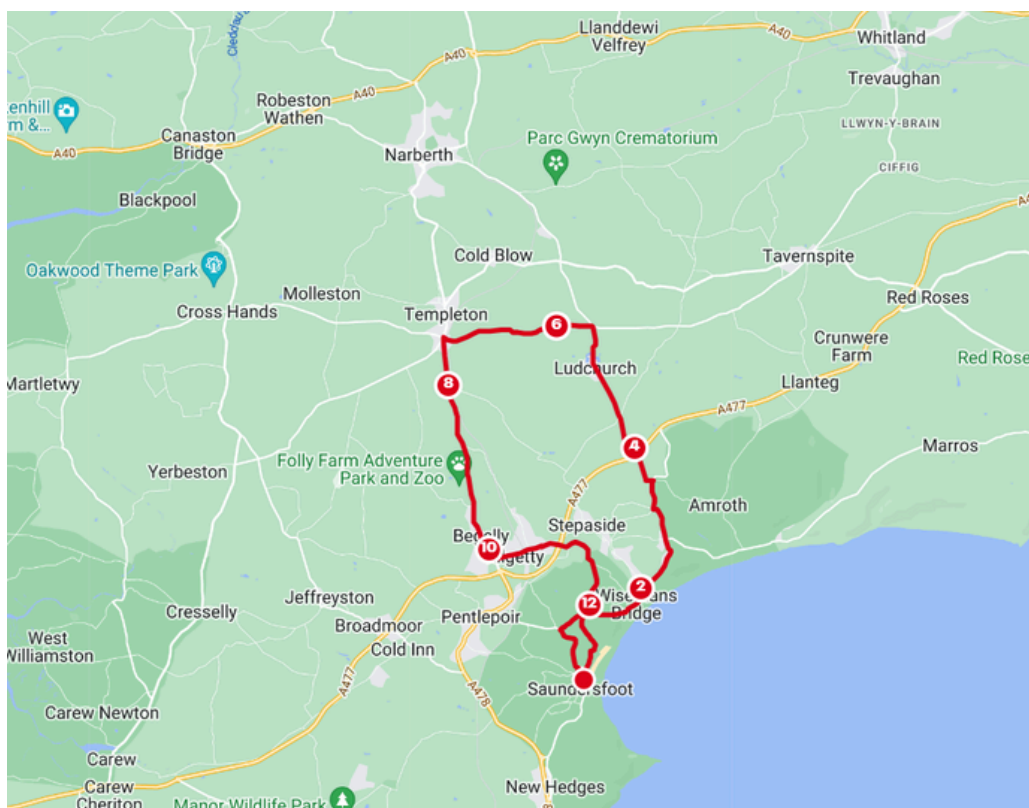 Cleddau
Llanddewi
Velfrey
Whitland
Trevaughan
A40
A40
Robeston
Wathen
LLWYN-Y-BRAIN
enhill
m &...
Canaston
Bridge
A40
Narberth
Parc Gwyn Crematorium
CIFFIG
Blackpool
Oakwood Theme Park
Cold Blow
Tavernspite
Molleston
Cross Hands
Templeton
6
Red Roses
Crunwere
Farm
Red Rose
Ludchurch
Martletwy
8
Llanteg
A477
4
Marros
Folly Farm Adventure
Park and Zoo
Yerbeston
A477
Amroth
Stepaside
10
2
12
Bridge
Jeffreyston
Cresselly
Pentlepoir
Broadmoor
West
Williamston
Cold Inn
A477
A478
Saundersfoot
Carew Newton
Carew
Carew
Cheriton
Manor Wildlife Park
New Hedges